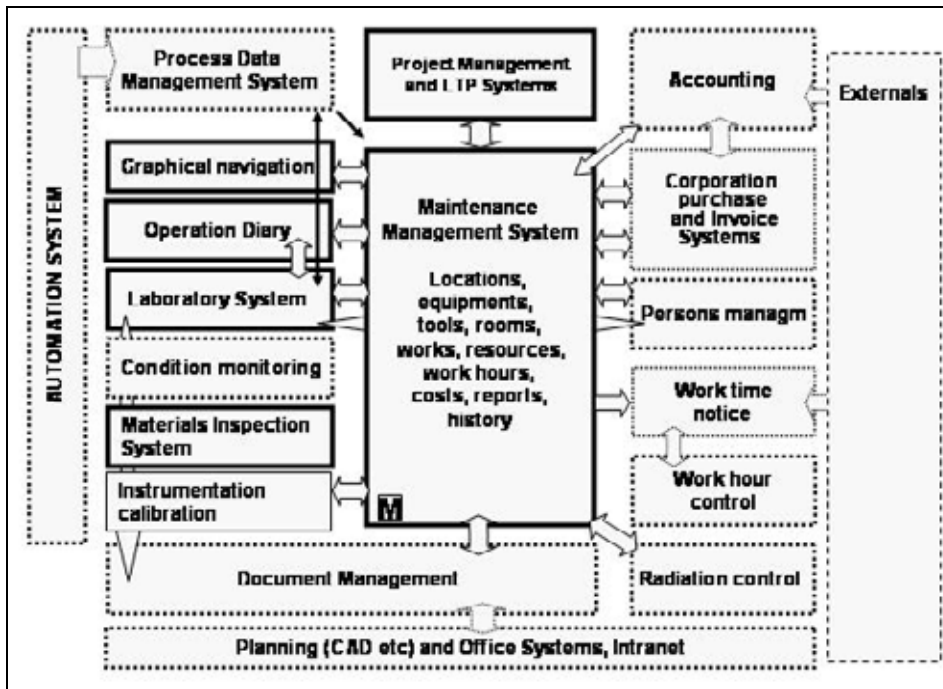 Process Data
Management System
Project Management
and LTP Systems
Accounting
Externals
AUTOMATION SYSTEM
Graphical navigation
Operation Diary
Laboratory System
Condition monitoring
Materials Inspection
System
Instrumentation
calibration
Maintenance
Management System
Locations,
equipments,
tools, rooms,
works, resources,
work hours,
costs, reports,
history
M
Corporation
purchase
and Invoice
Systems
Persons managm
Work time
notice
Work hour
control
Radiation control
Document Management
Planning (CAD etc) and Office Systems, Intranet